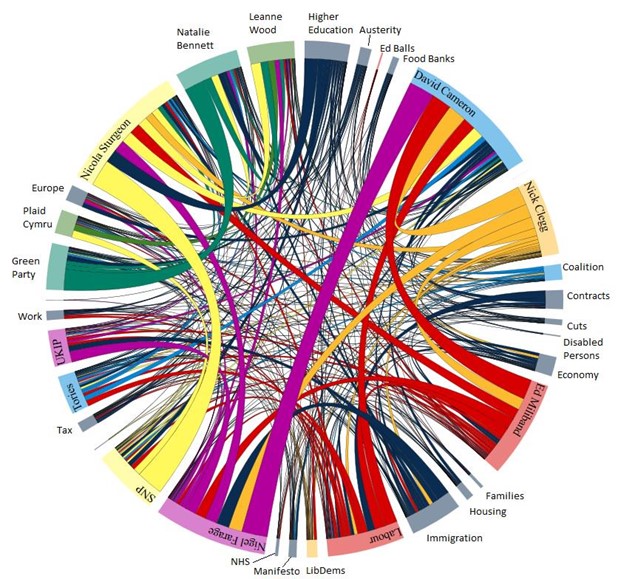 Natalie
Bennett
Leanne
Wood
Higher
Education
Austerity
Ed Balls
Food Banks
David Cameron
Nick Clegg
Coalition
Contracts
Cuts
Disabled
Persons
Economy
Ed Miliband
Families
Housing
Immigration
Labour
LibDems
Manifesto
NHS
Nigel Farage
SNP
Tax
Tories
UKIP
Work
Green
Party
Plaid
Cymru
Europe
Nicola Sturgeon